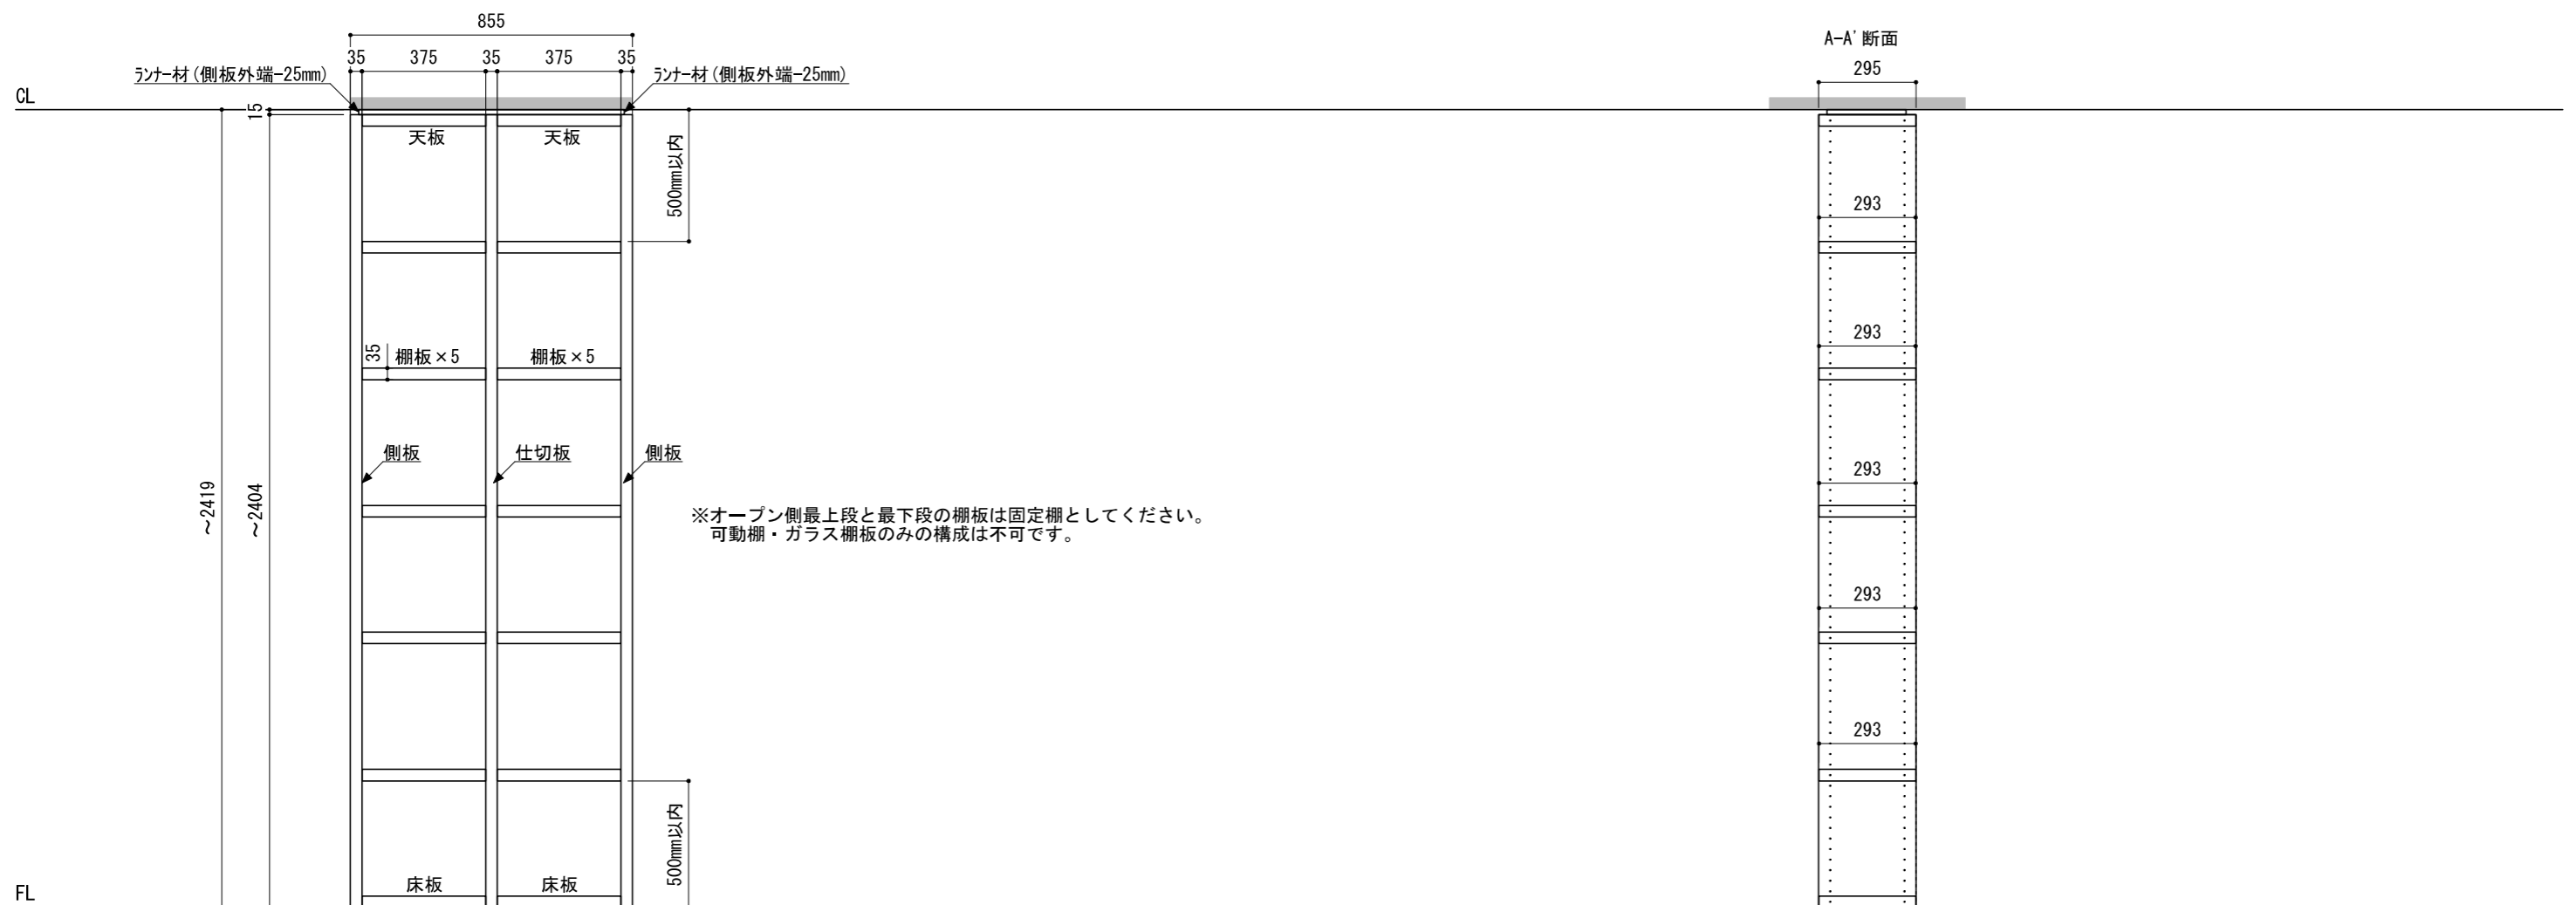 855
A-A'断面
35 375 35 375 35
295
ﾗﾝﾅｰ材(側板外端-25mm)
ﾗﾝﾅｰ材(側板外端-25mm)
CL
15
天板 天板
500mm以内
293
293
35
棚板×5 棚板×5
側板 仕切板 側板
293
～2419
～2404
※オープン側最上段と最下段の棚板は固定棚としてください。
可動棚・ガラス棚板のみの構成は不可です。
293
293
500mm以内
床板 床板
FL